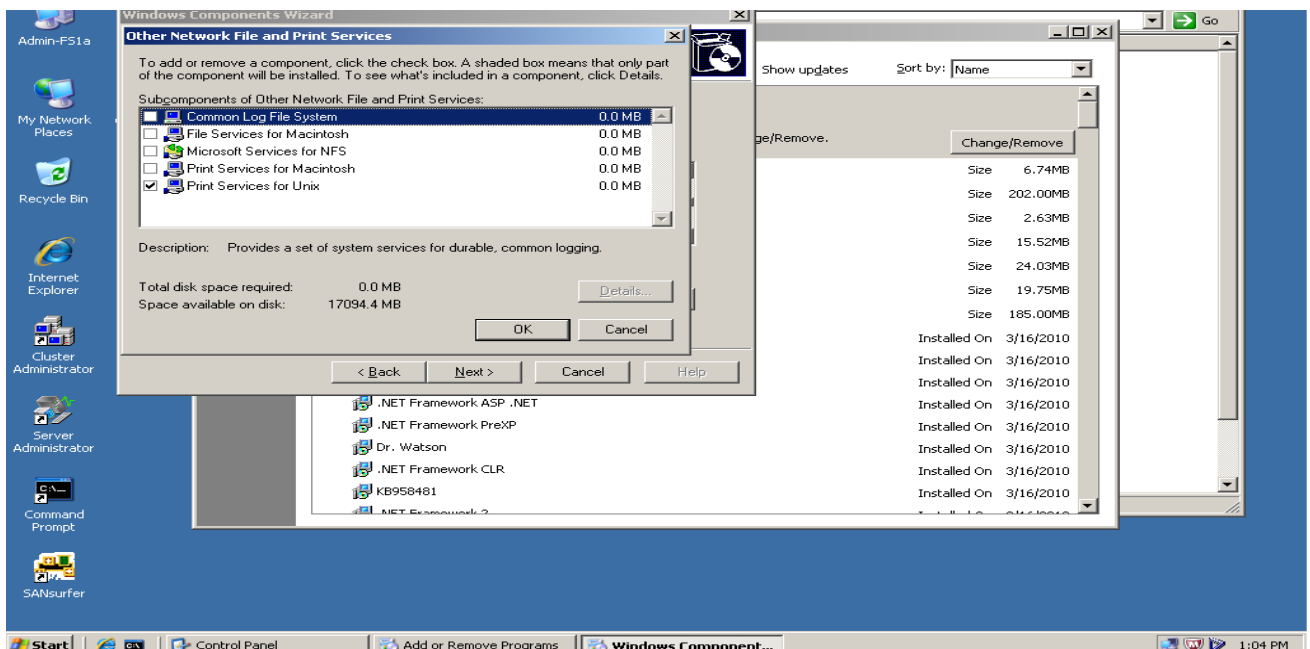 Admin-FS1a
My Network
Places
Recycle Bin
Internet
Explorer
Cluster
Administrator
Server
Administrator
Command
Prompt
SANsurfer
Windows Components Wizard
Other Network File and Print Services
To add or remove a component, click the check box. A shaded box means that only part
of the component will be installed. To see what's included in a component, click Details.
Subcomponents of Other Network File and Print Services:
Common Log File System 0.0 MB
File Services for Macintosh 0.0 MB
Microsoft Services for NFS 0.0 MB
Print Services for Macintosh 0.0 MB
Print Services for Unix 0.0 MB
Description: Provides a set of system services for durable, common logging.
Total disk space required: 0.0 MB
Space available on disk: 17094.4 MB
Details...
OK Cancel
< Back Next > Cancel Help
Go
Show updates Sort by: Name
ge/Remove. Change/Remove
Size 6.74MB
Size 202.00MB
Size 2.63MB
Size 15.52MB
Size 24.03MB
Size 19.75MB
Size 185.00MB
Installed On 3/16/2010
Installed On 3/16/2010
Installed On 3/16/2010
.NET Framework ASP .NET Installed On 3/16/2010
.NET Framework PreXP Installed On 3/16/2010
Dr. Watson Installed On 3/16/2010
.NET Framework CLR Installed On 3/16/2010
KB958481 Installed On 3/16/2010
.NET Framework 2
Start Control Panel Add or Remove Programs Windows Component... 1:04 PM